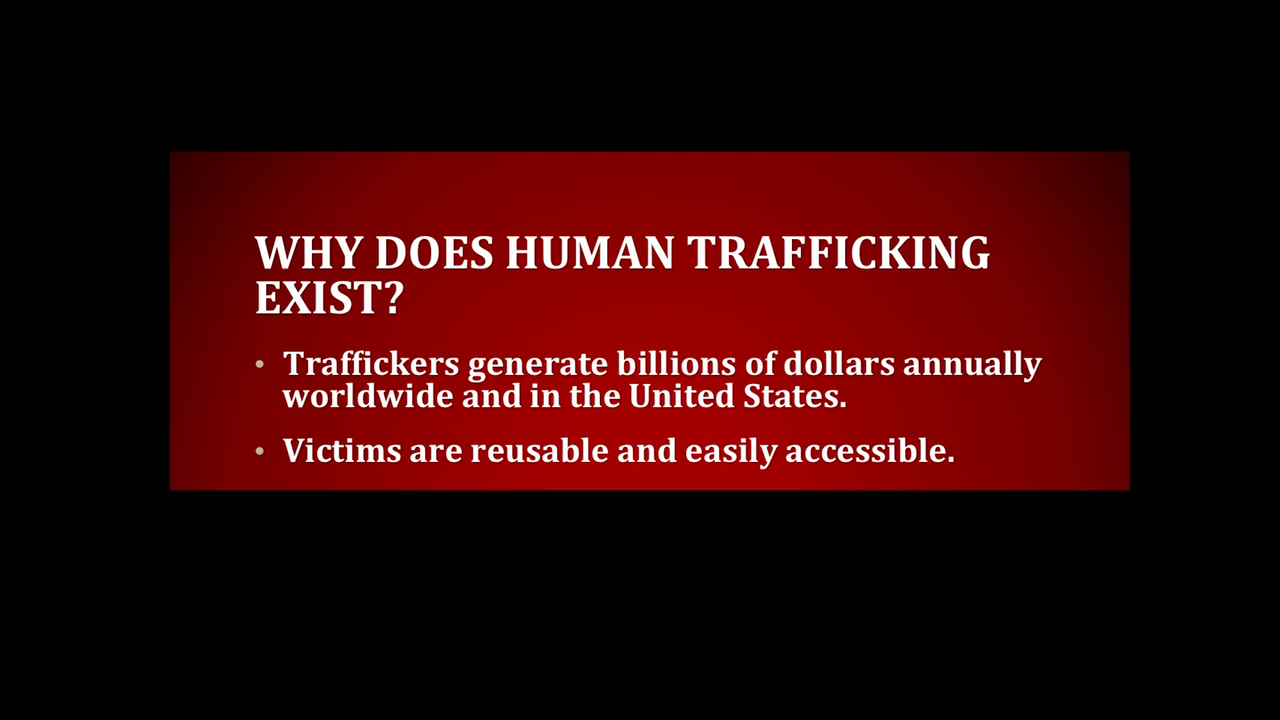 WHY DOES HUMAN TRAFFICKING
EXIST?
• Traffickers generate billions of dollars annually
worldwide and in the United States.
• Victims are reusable and easily accessible.